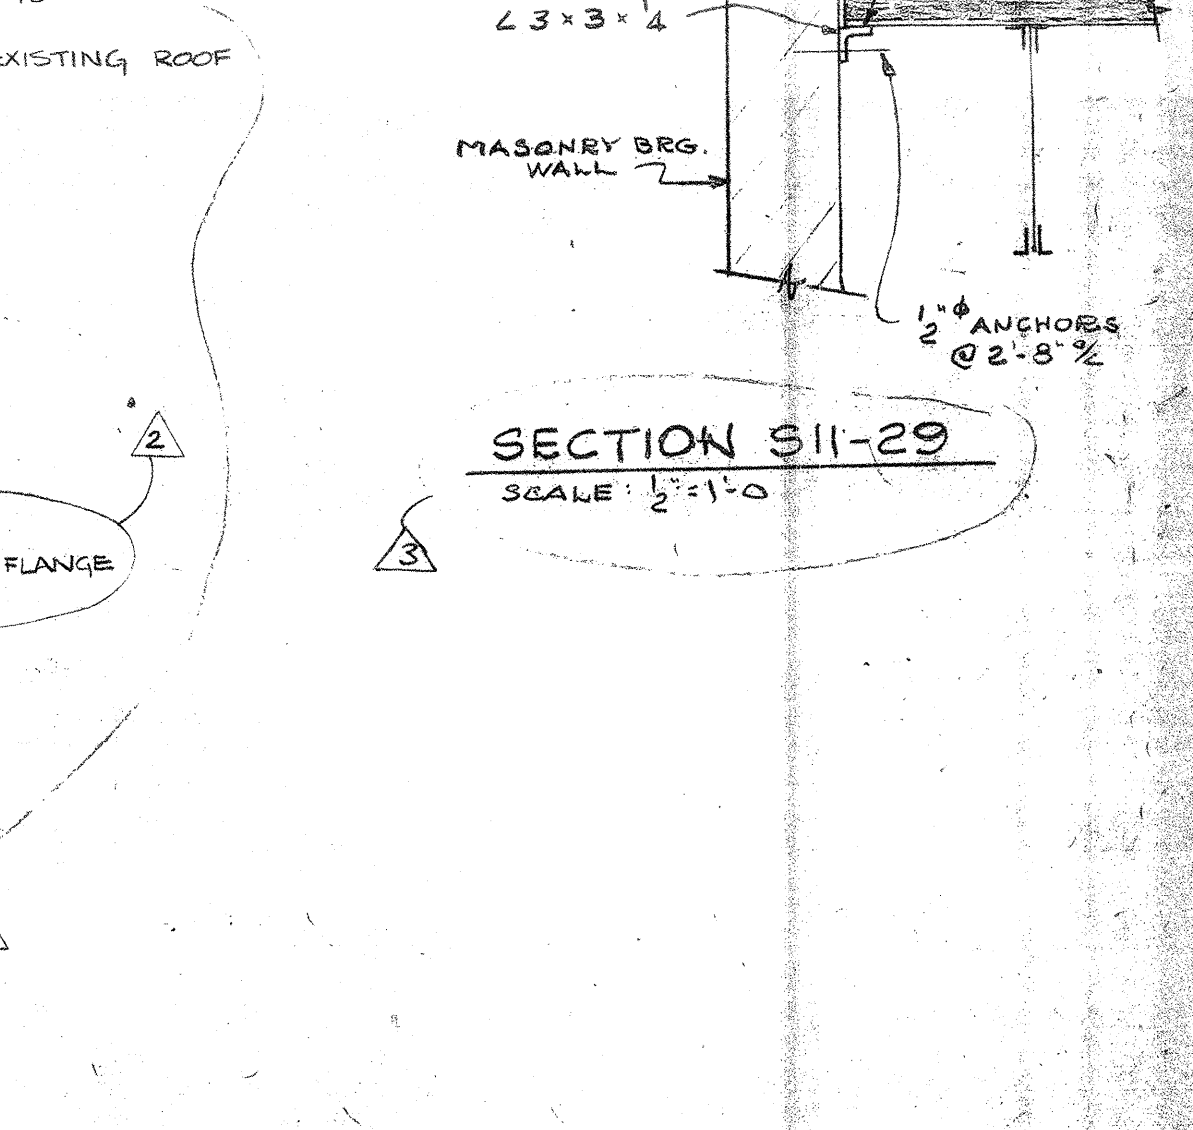 ∠ 3 × 3 × 1/4
EXISTING ROOF
MASONRY BRG.
WALL
1/2" ϕ ANCHORS
@ 2'-8" o/c
2
SECTION S11-29
SCALE: 1/2" = 1'-0
3
FLANGE